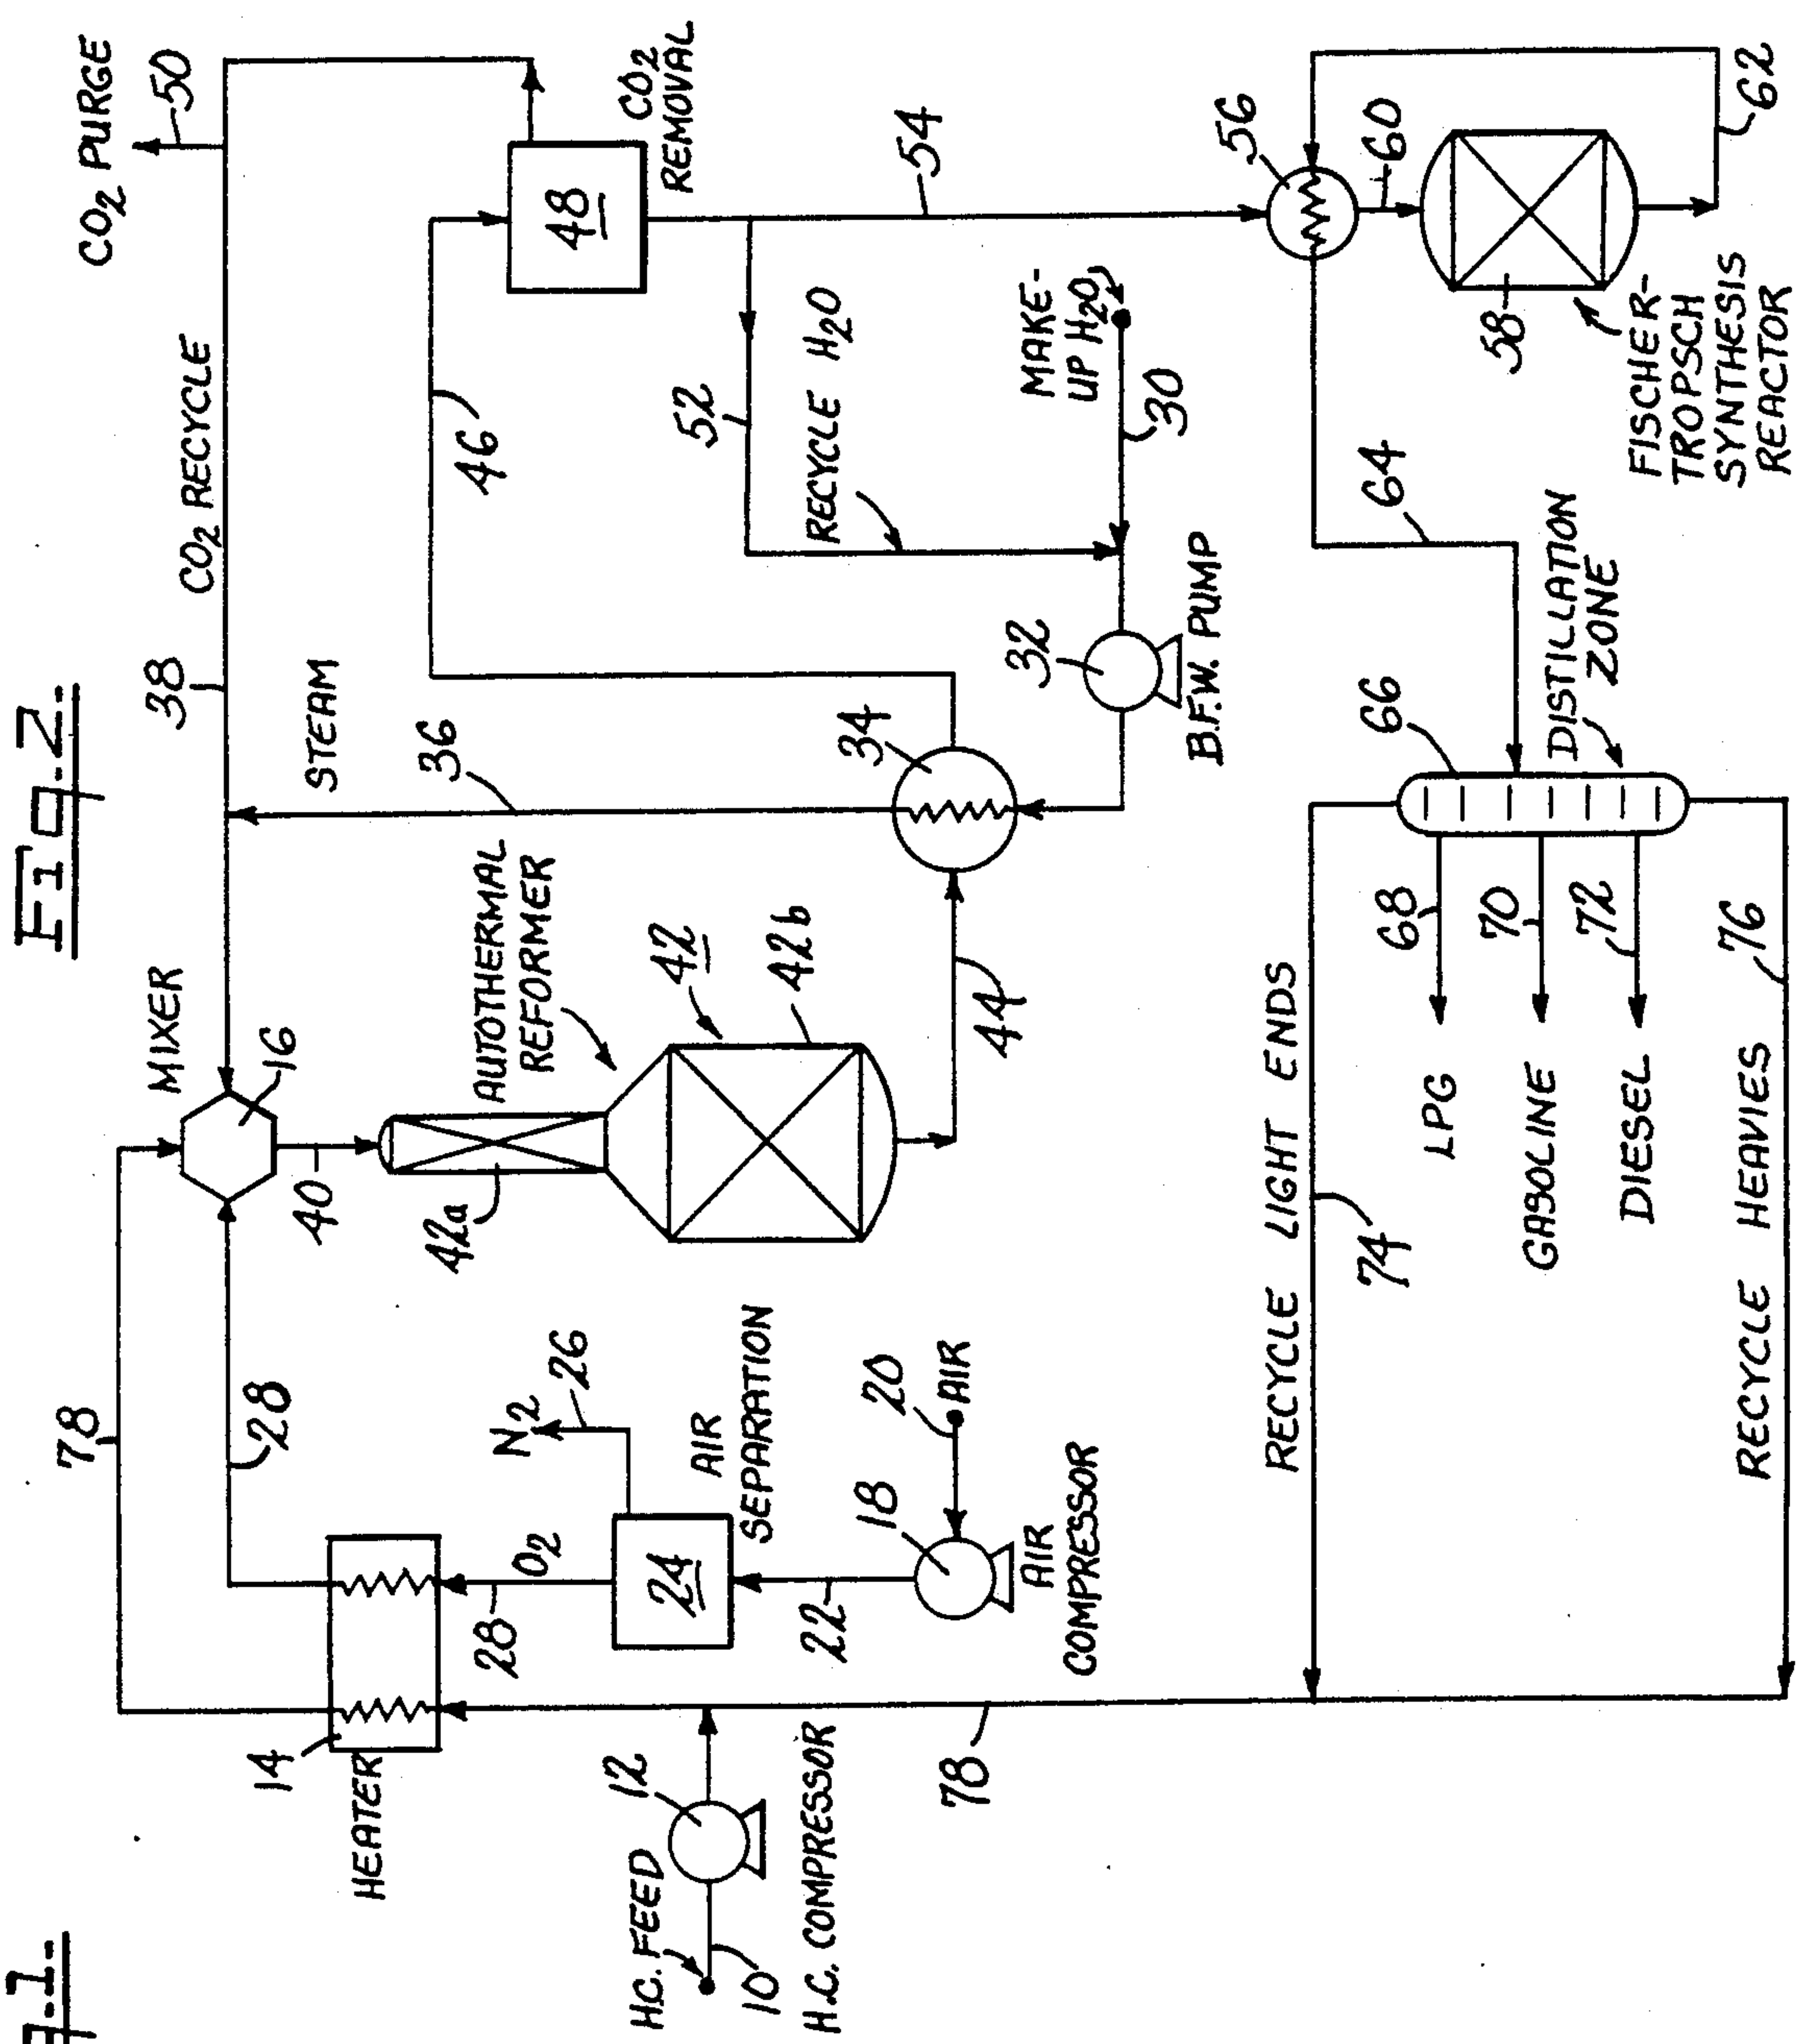 Fig.2.
g.1.
CO2 PURGE
50
CO2 RECYCLE
38
STEAM
36
MIXER
16
78
28
40
14
HEATER
28
O2
N2
26
24
AIR
SEPARATION
22
18
20
AIR
AIR
COMPRESSOR
HC. FEED
10
12
H.C. COMPRESSOR
78
AUTOTHERMAL
REFORMER
42
42a
42b
44
34
46
48
CO2
REMOVAL
52
RECYCLE H2O
54
MAKE-
UP H2O
30
32
B.F.W. PUMP
56
60
58
62
FISCHER-
TROPSCH
SYNTHESIS
REACTOR
64
66
DISTILLATION
ZONE
68
70
72
LPG
GASOLINE
DIESEL
RECYCLE LIGHT ENDS
74
RECYCLE HEAVIES
76